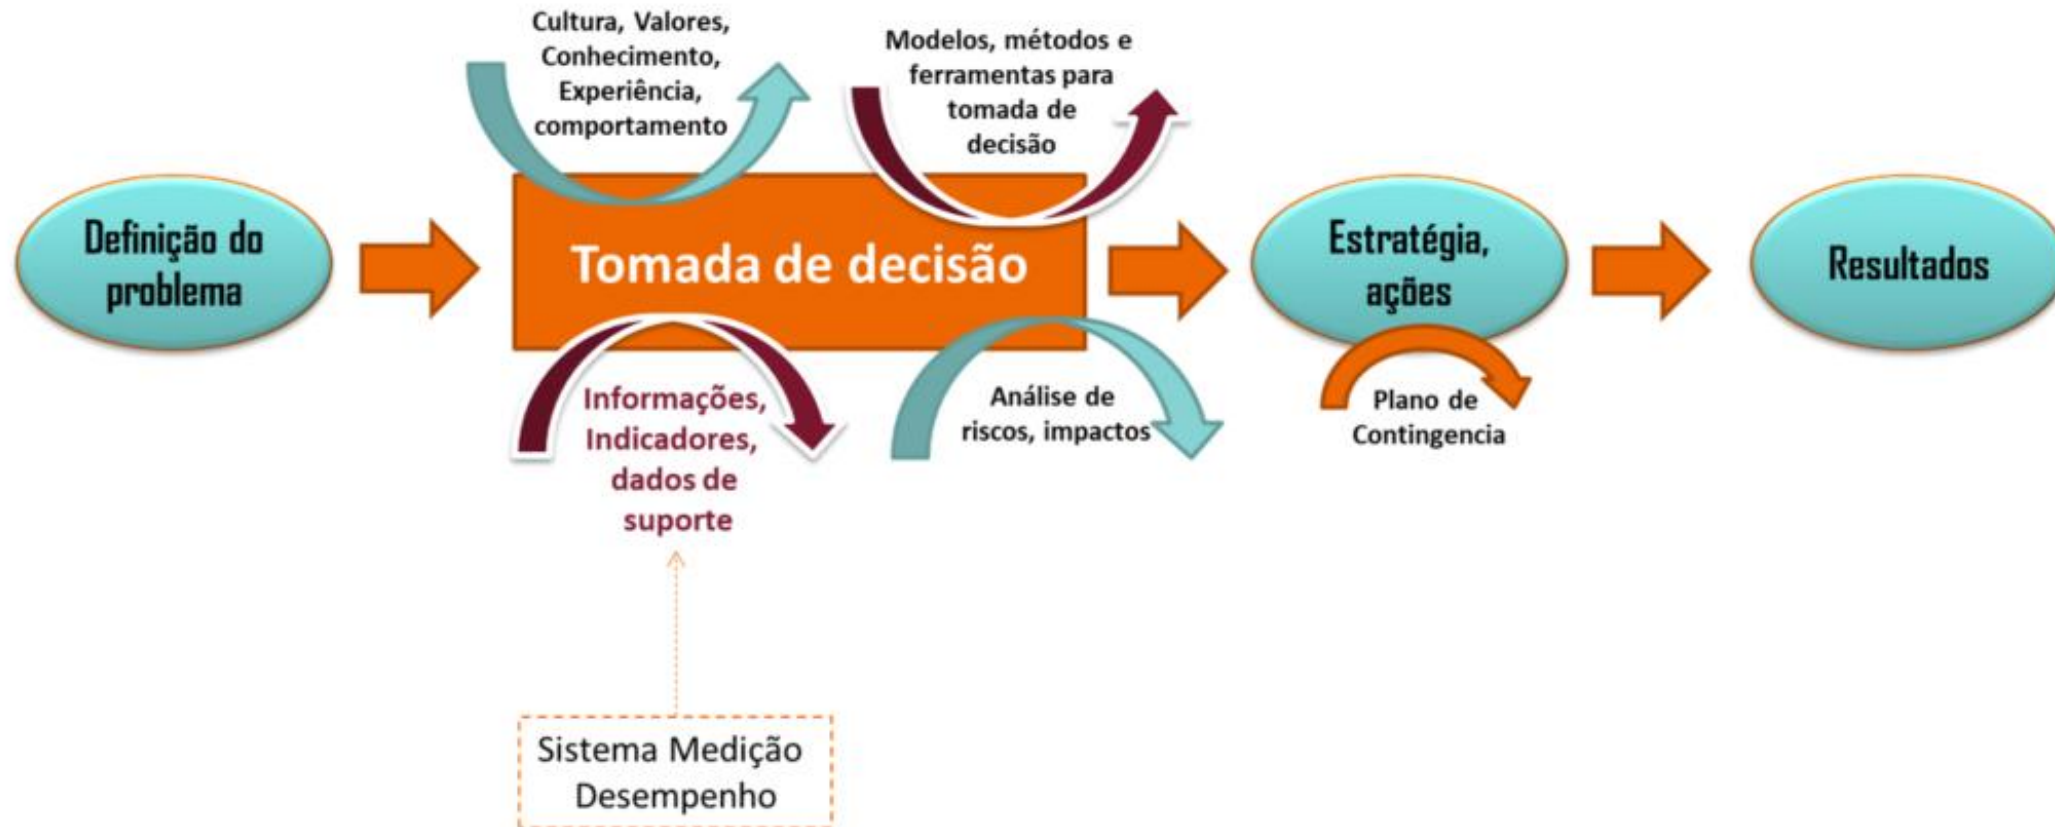 Cultura, Valores,
Conhecimento,
Experiência,
comportamento
Modelos, métodos e
ferramentas para
tomada de
decisão
Definição do
problema
Tomada de decisão
Estratégia,
ações
Resultados
Informações,
Indicadores,
dados de
suporte
Análise de
riscos, impactos
Plano de
Contingencia
Sistema Medição
Desempenho